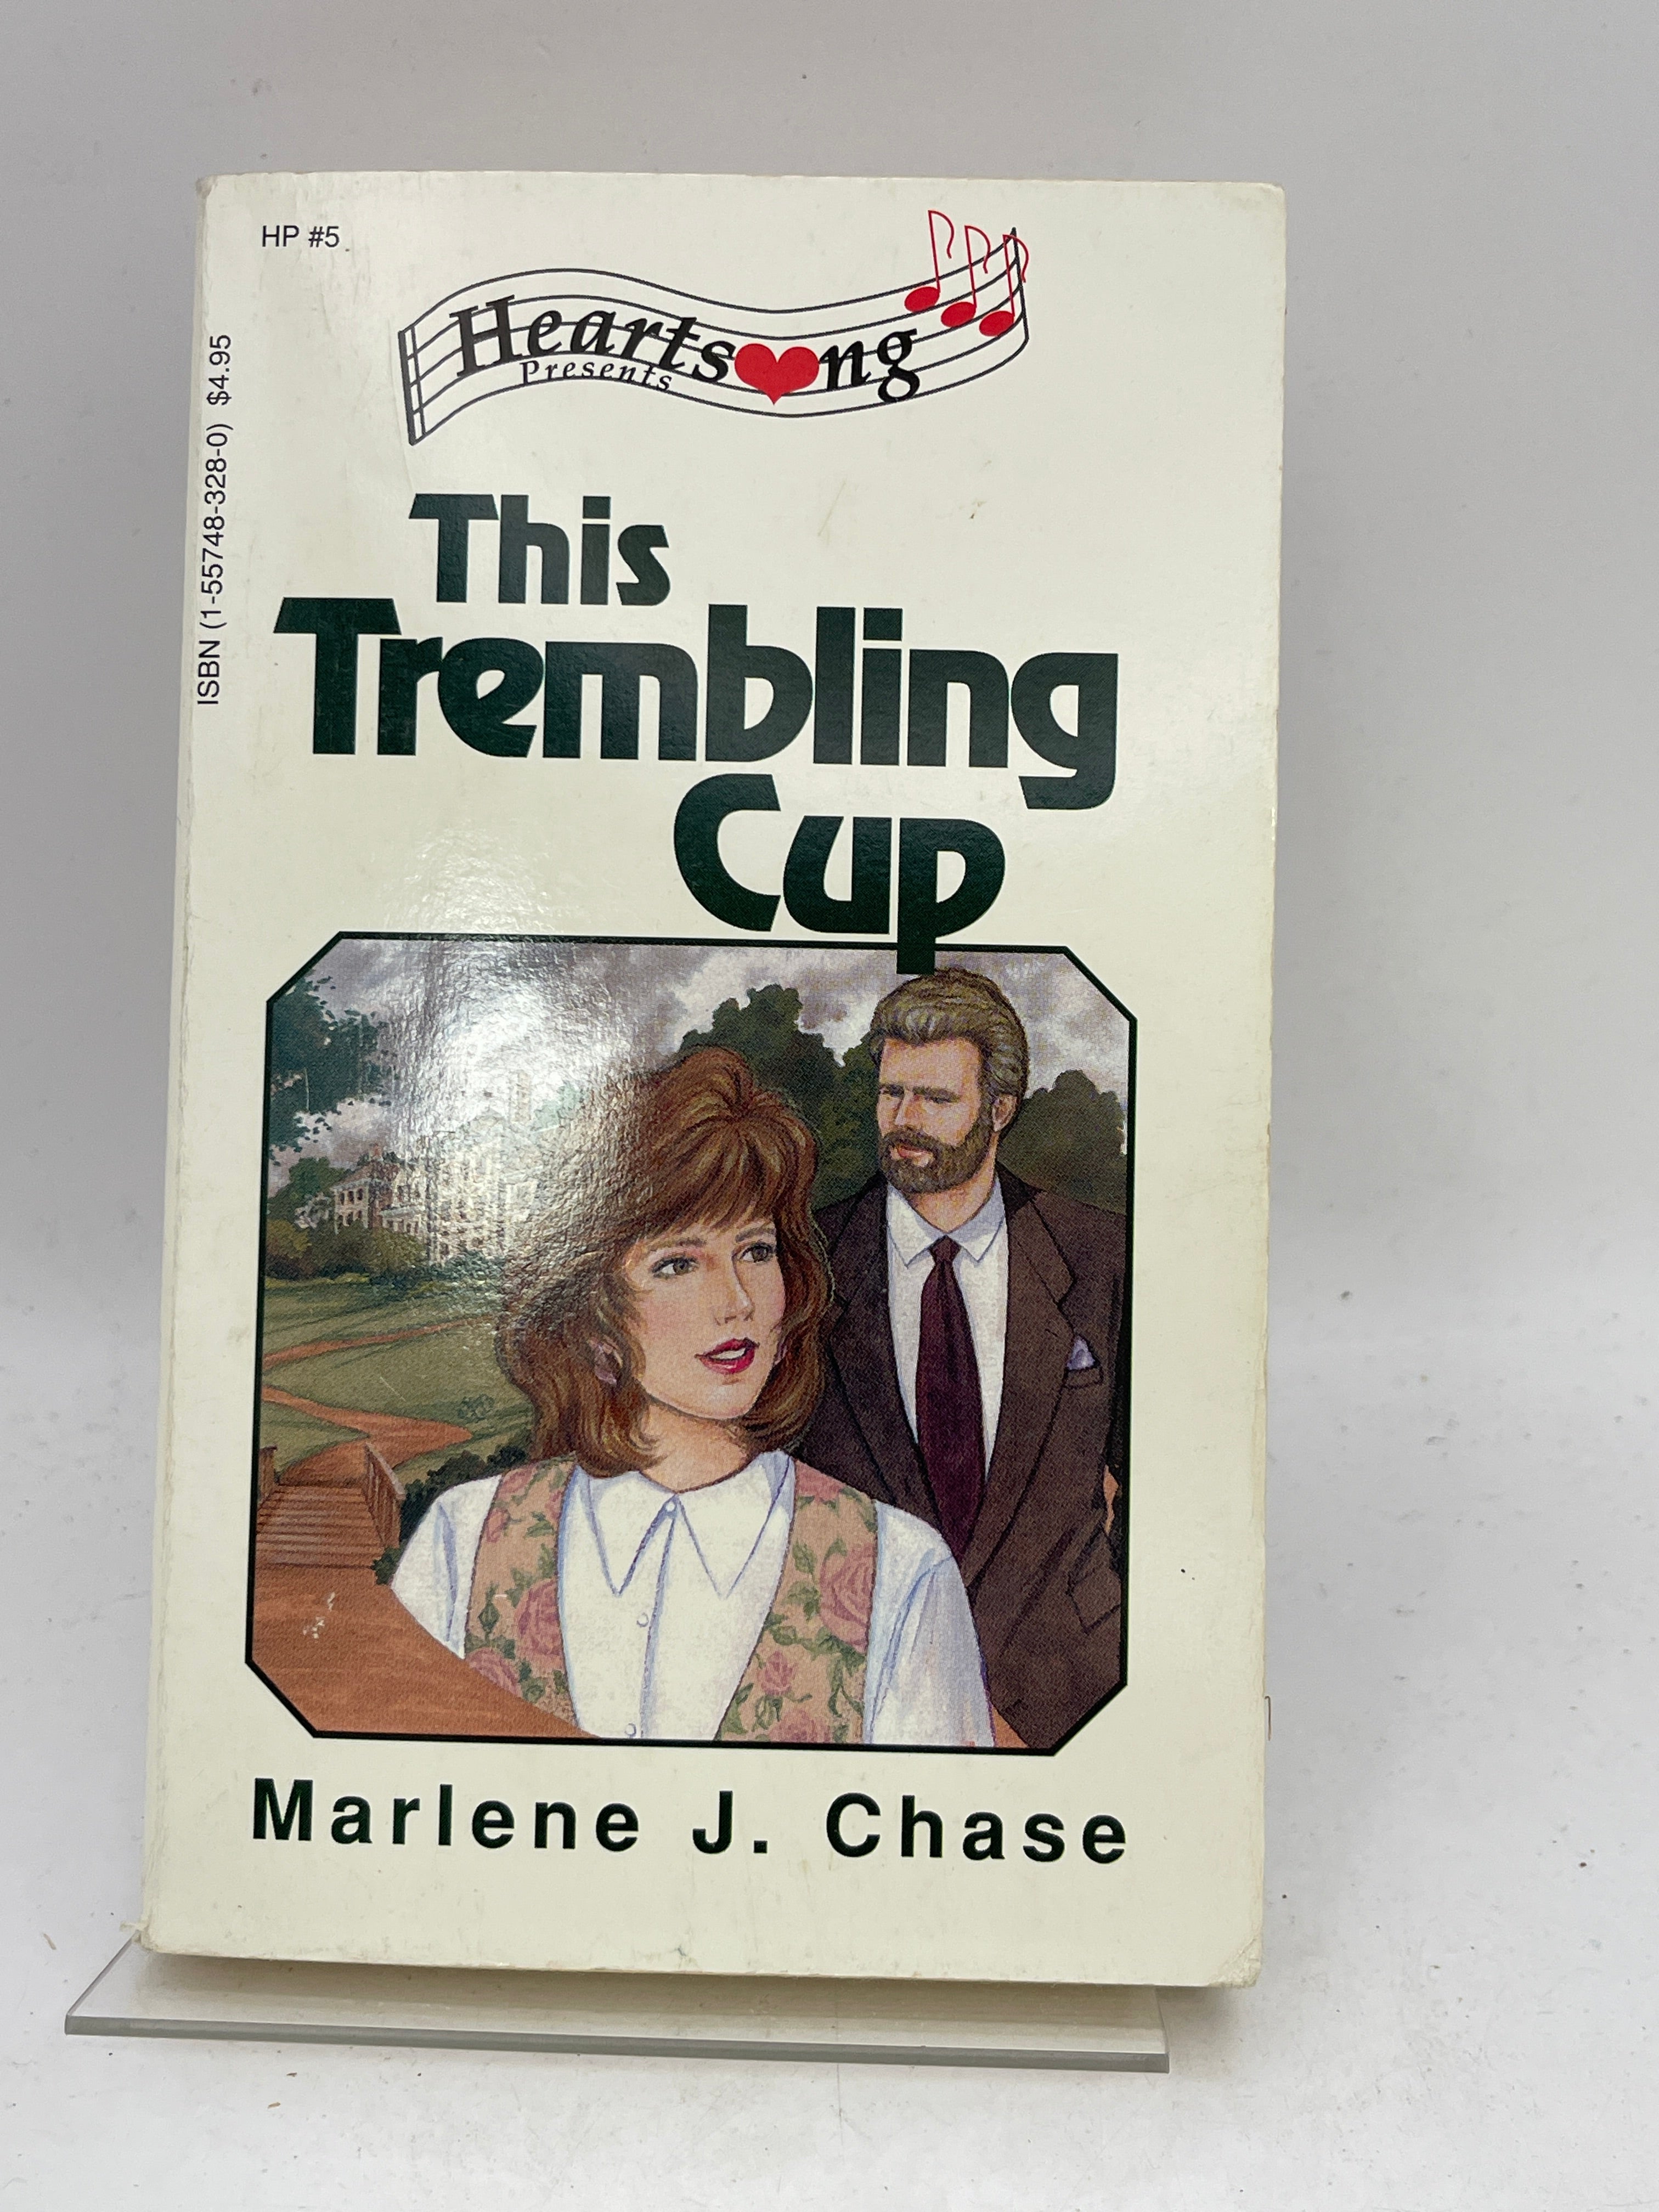 HP #5
Heartsong
Presents
ISBN (1-55748-328-0) $4.95
This
Trembling
Cup
Marlene J. Chase